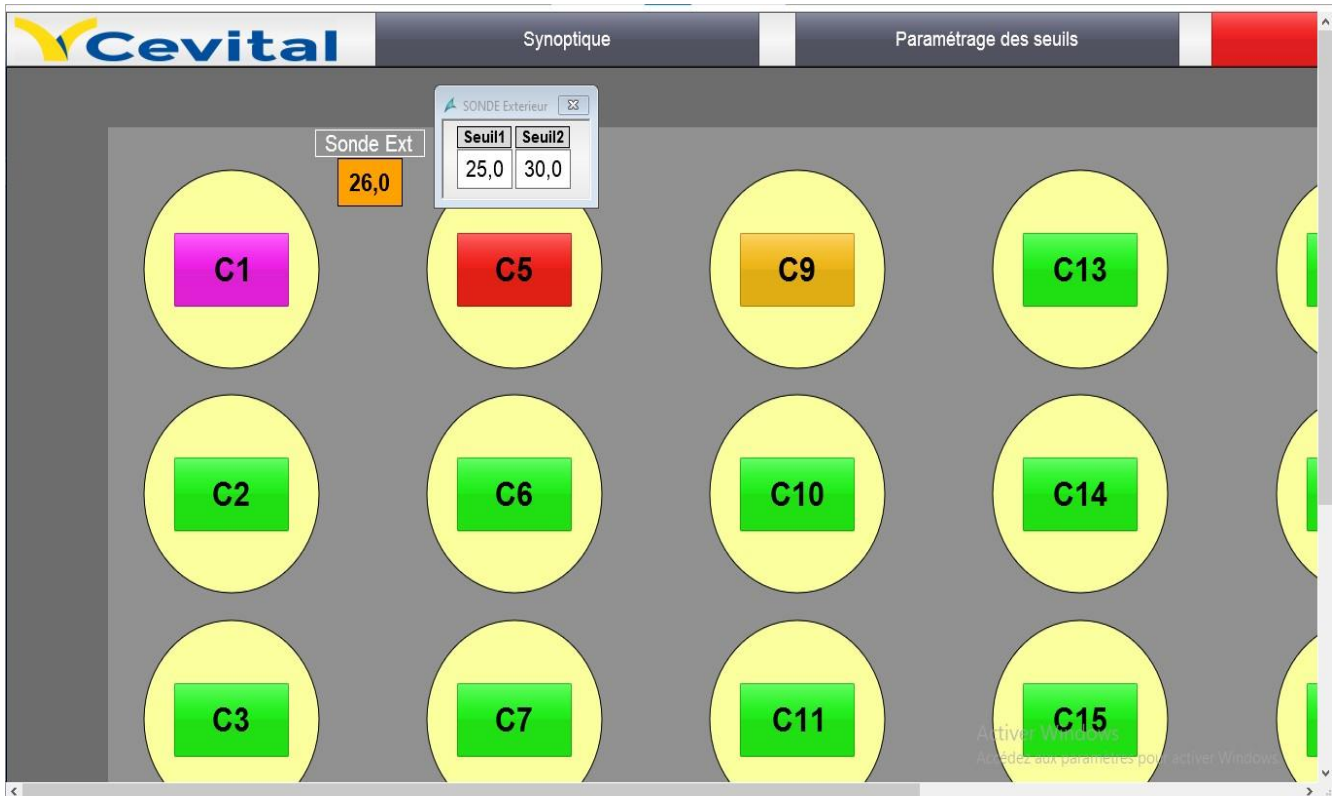 Cevital
Synoptique
Paramétrage des seuils
SONDE Exterieur
Sonde Ext
Seuil1 Seuil2
26,0
25,0 30,0
C1 C5 C9 C13
C2 C6 C10 C14
C3 C7 C11 C15
Activer Windows
Accédez aux paramètres pour activer Windows